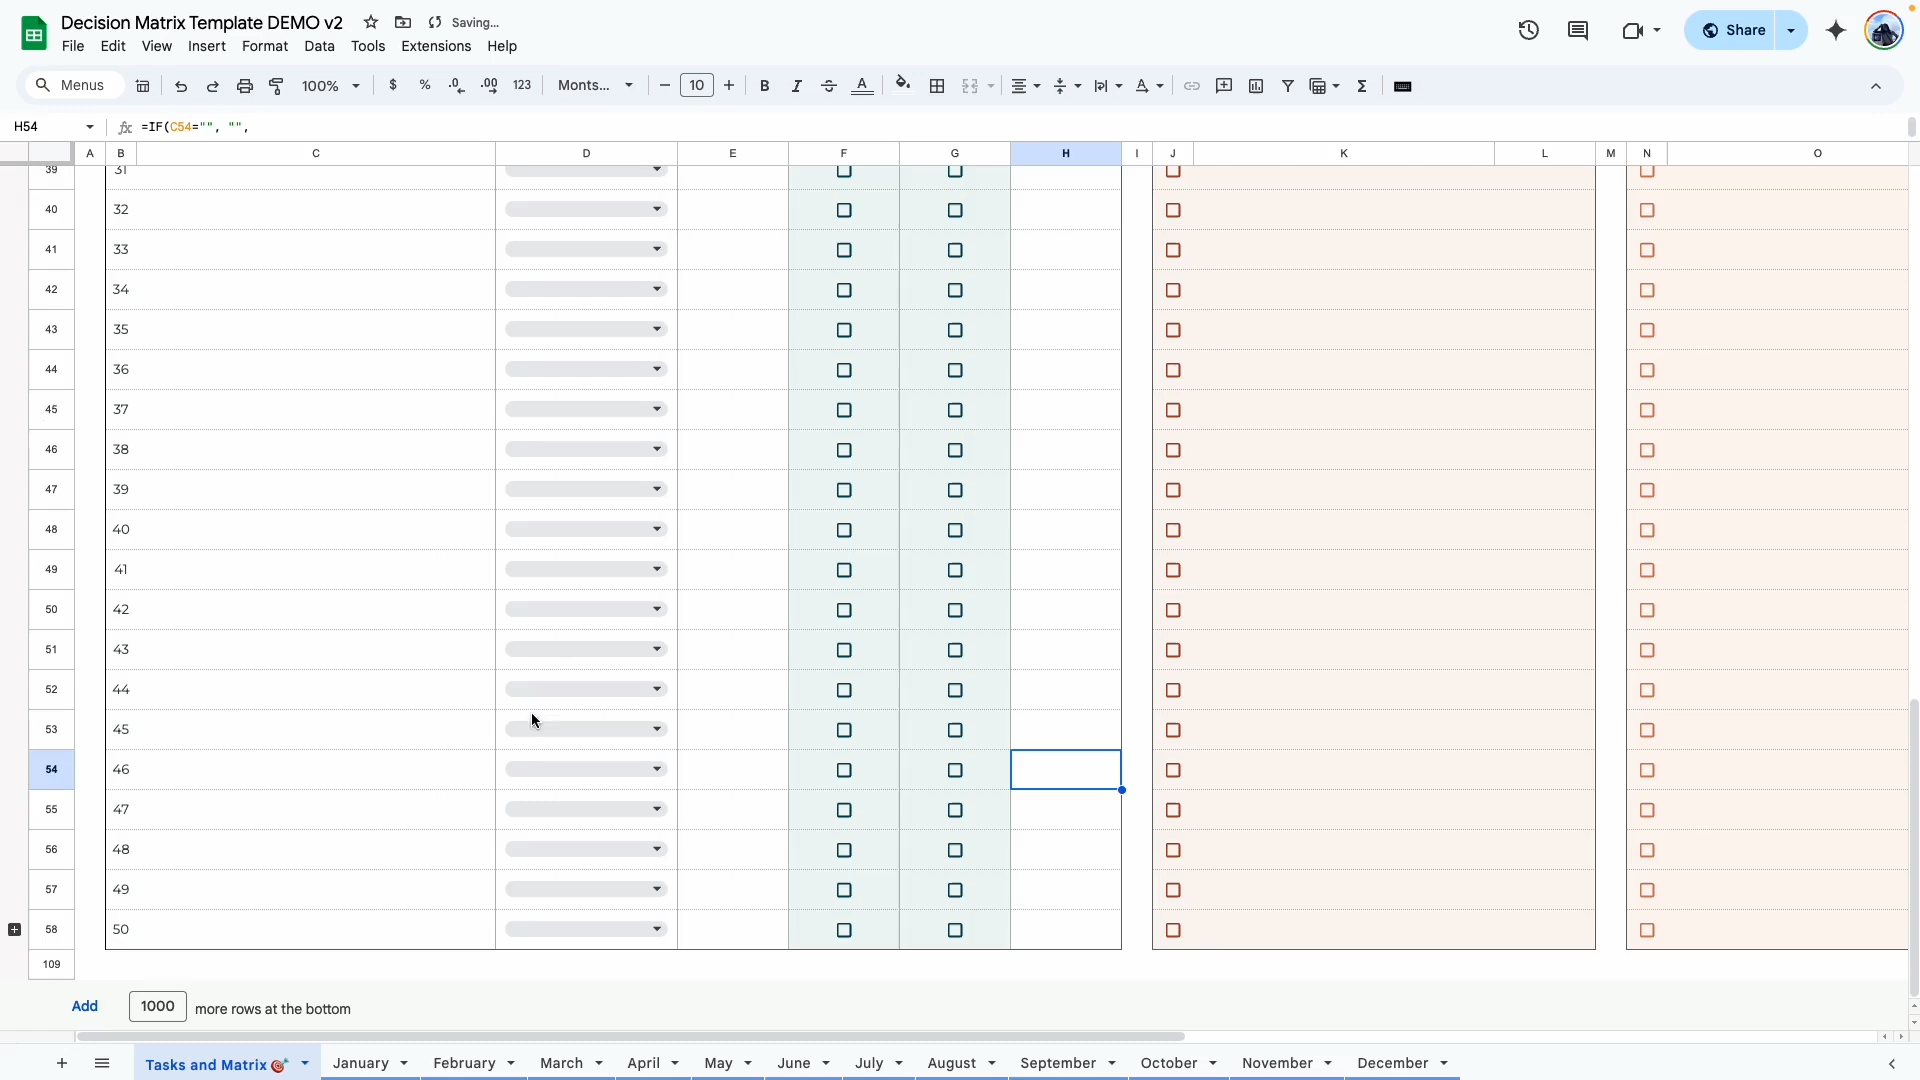 Decision Matrix Template DEMO v2 Saving...
File Edit View Insert Format Data Tools Extensions Help
Share
Menus 100% $ % .0 .00 123 Monts... 10 B I A
H54 fx =IF(C54="", "",
A B C D E F G H I J K L M N O
39 31
40 32
41 33
42 34
43 35
44 36
45 37
46 38
47 39
48 40
49 41
50 42
51 43
52 44
53 45
54 46
55 47
56 48
57 49
58 50
109
Add 1000 more rows at the bottom
Tasks and Matrix January February March April May June July August September October November December